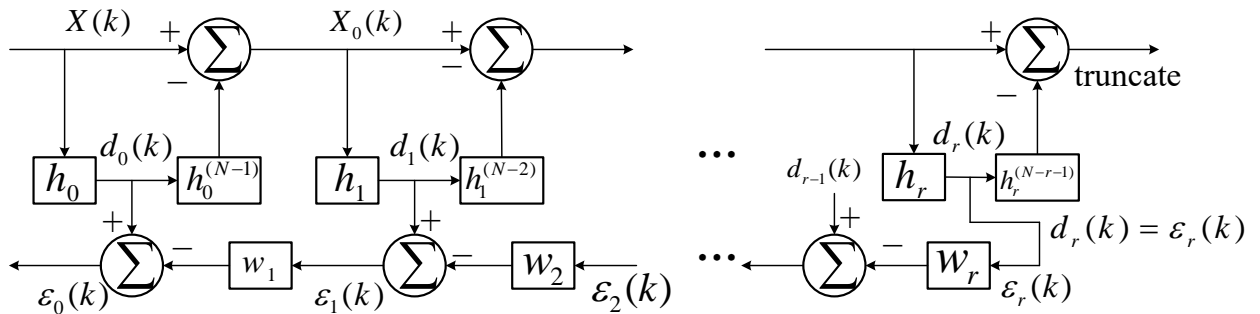 X(k) + Σ X_0(k) + Σ + Σ
− − − truncate
d_0(k) d_1(k) ... d_r(k)
h_0 h_0^{(N-1)} h_1 h_1^{(N-2)} d_{r-1}(k) h_r h_r^{(N-r-1)}
+ + +
Σ − w_1 Σ − w_2 ... Σ − w_r d_r(k) = ε_r(k)
ε_0(k) ε_1(k) ε_2(k) ε_r(k)